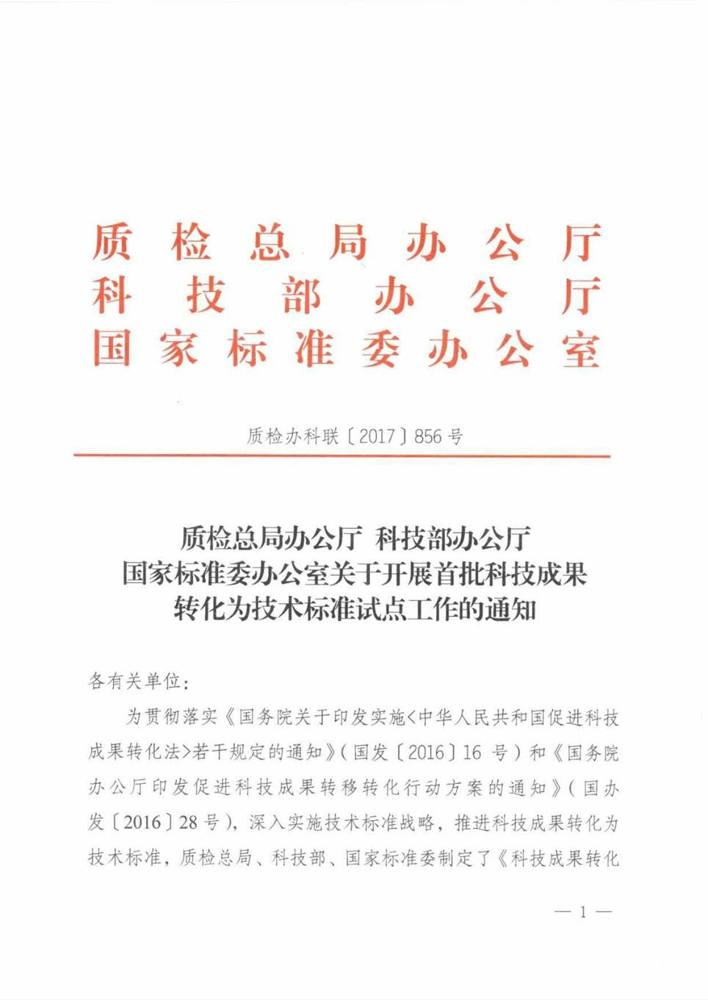 质检总局办公厅
科技部办公厅
国家标准委办公室
质检办科联〔2017〕856号
质检总局办公厅 科技部办公厅
国家标准委办公室关于开展首批科技成果
转化为技术标准试点工作的通知
各有关单位：
为贯彻落实《国务院关于印发实施<中华人民共和国促进科技
成果转化法>若干规定的通知》（国发〔2016〕16 号）和《国务院
办公厅印发促进科技成果转移转化行动方案的通知》（国办
发〔2016〕28 号），深入实施技术标准战略，推进科技成果转化为
技术标准，质检总局、科技部、国家标准委制定了《科技成果转化
— 1 —